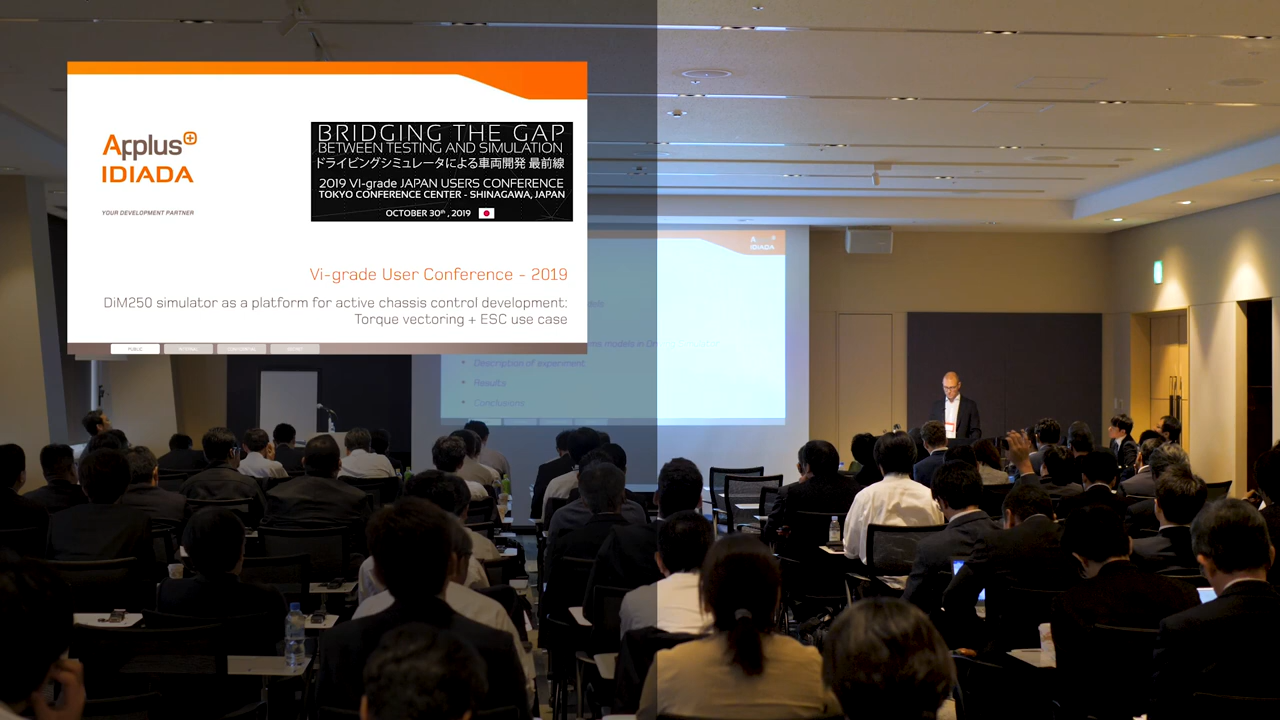 Applus+
IDIADA
YOUR DEVELOPMENT PARTNER
BRIDGING THE GAP
BETWEEN TESTING AND SIMULATION
ドライビングシミュレータによる車両開発 最前線
2019 VI-grade JAPAN USERS CONFERENCE
TOKYO CONFERENCE CENTER - SHINAGAWA, JAPAN
OCTOBER 30th, 2019
Vi-grade User Conference - 2019
DiM250 simulator as a platform for active chassis control development:
Torque vectoring + ESC use case
PUBLIC
IDIADA
• Description of experiment
• Results
• Conclusions